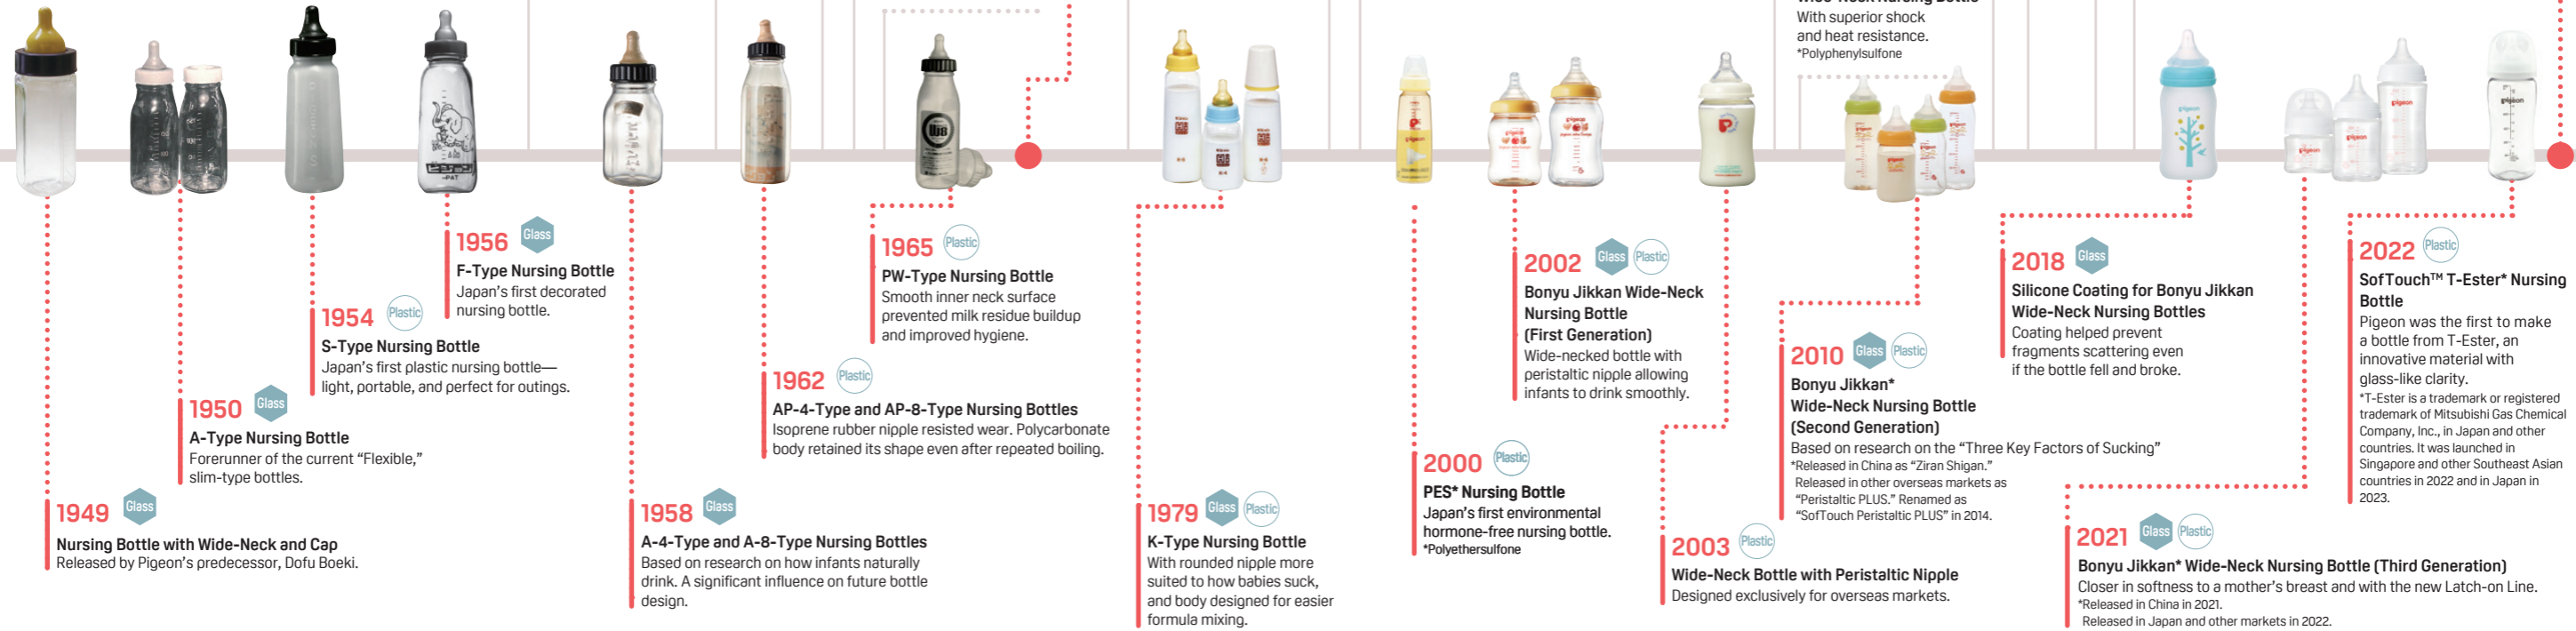 Wide-Neck Nursing Bottle
With superior shock
and heat resistance.
*Polyphenylsulfone
1949 Glass
Nursing Bottle with Wide-Neck and Cap
Released by Pigeon's predecessor, Dofu Boeki.
1950 Glass
A-Type Nursing Bottle
Forerunner of the current “Flexible,”
slim-type bottles.
1954 Plastic
S-Type Nursing Bottle
Japan's first plastic nursing bottle—
light, portable, and perfect for outings.
1956 Glass
F-Type Nursing Bottle
Japan's first decorated
nursing bottle.
1958 Glass
A-4-Type and A-8-Type Nursing Bottles
Based on research on how infants naturally
drink. A significant influence on future bottle
design.
1962 Plastic
AP-4-Type and AP-8-Type Nursing Bottles
Isoprene rubber nipple resisted wear. Polycarbonate
body retained its shape even after repeated boiling.
1965 Plastic
PW-Type Nursing Bottle
Smooth inner neck surface
prevented milk residue buildup
and improved hygiene.
1979 Glass Plastic
K-Type Nursing Bottle
With rounded nipple more
suited to how babies suck,
and body designed for easier
formula mixing.
2000 Plastic
PES* Nursing Bottle
Japan's first environmental
hormone-free nursing bottle.
*Polyethersulfone
2002 Glass Plastic
Bonyu Jikkan Wide-Neck
Nursing Bottle
(First Generation)
Wide-necked bottle with
peristaltic nipple allowing
infants to drink smoothly.
2003 Plastic
Wide-Neck Bottle with Peristaltic Nipple
Designed exclusively for overseas markets.
2010 Glass Plastic
Bonyu Jikkan*
Wide-Neck Nursing Bottle
(Second Generation)
Based on research on the “Three Key Factors of Sucking”
*Released in China as “Ziran Shigan.”
Released in other overseas markets as
“Peristaltic PLUS.” Renamed as
“SofTouch Peristaltic PLUS” in 2014.
2018 Glass
Silicone Coating for Bonyu Jikkan
Wide-Neck Nursing Bottles
Coating helped prevent
fragments scattering even
if the bottle fell and broke.
2021 Glass Plastic
Bonyu Jikkan* Wide-Neck Nursing Bottle (Third Generation)
Closer in softness to a mother's breast and with the new Latch-on Line.
*Released in China in 2021.
Released in Japan and other markets in 2022.
2022 Plastic
SofTouch™ T-Ester* Nursing
Bottle
Pigeon was the first to make
a bottle from T-Ester, an
innovative material with
glass-like clarity.
*T-Ester is a trademark or registered
trademark of Mitsubishi Gas Chemical
Company, Inc., in Japan and other
countries. It was launched in
Singapore and other Southeast Asian
countries in 2022 and in Japan in
2023.